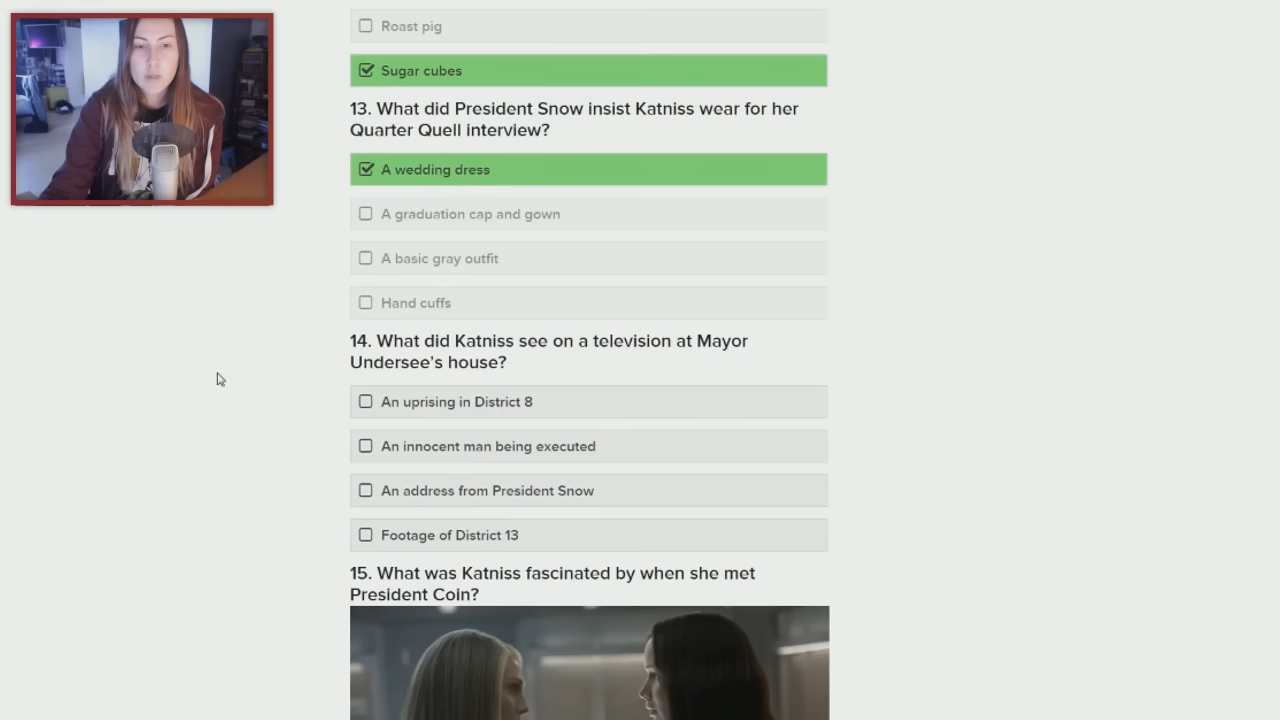 Roast pig
Sugar cubes
13. What did President Snow insist Katniss wear for her
Quarter Quell interview?
A wedding dress
A graduation cap and gown
A basic gray outfit
Hand cuffs
14. What did Katniss see on a television at Mayor
Undersee's house?
An uprising in District 8
An innocent man being executed
An address from President Snow
Footage of District 13
15. What was Katniss fascinated by when she met
President Coin?